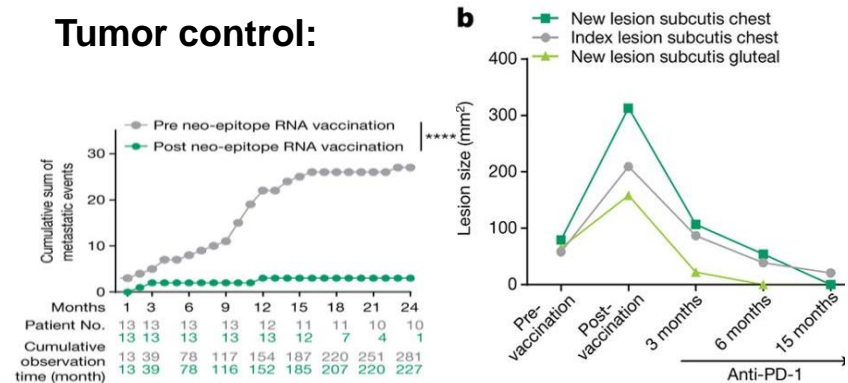 Tumor control:
Pre neo-epitope RNA vaccination
Post neo-epitope RNA vaccination
****
Cumulative sum of
metastatic events
30
20
10
0
Months 1 3 6 9 12 15 18 21 24
Patient No. 13 13 13 13 12 11 11 10 10
13 13 13 13 13 12 7 4 1
Cumulative
observation
time (month)
13 39 78 117 154 187 220 251 281
13 39 78 116 152 185 207 220 227
b
New lesion subcutis chest
Index lesion subcutis chest
New lesion subcutis gluteal
Lesion size (mm²)
400
300
200
100
0
Pre-
vaccination
Post-
vaccination
3 months
6 months
15 months
Anti-PD-1